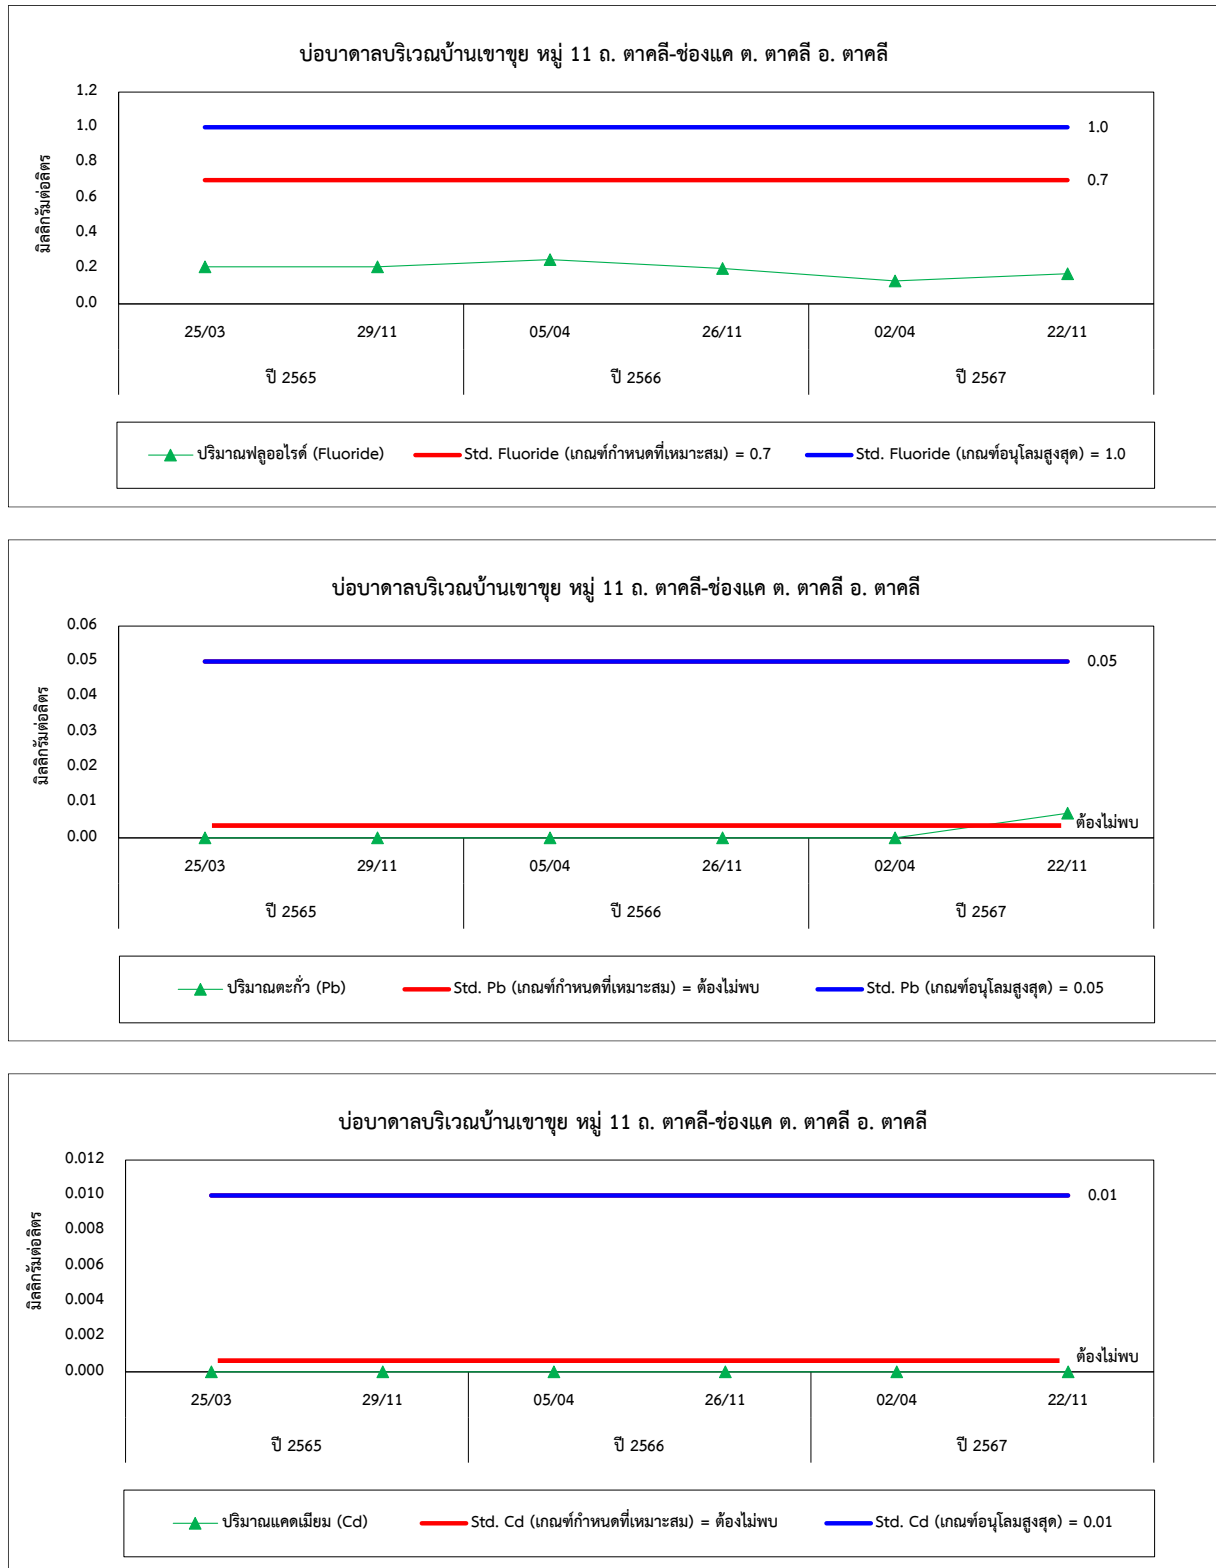 บ่อบาดาลบริเวณบ้านเขาขุย หมู่ 11 ถ. ตาคลี-ช่องแค ต. ตาคลี อ. ตาคลี
มิลลิกรัมต่อลิตร
1.2
1.0
0.8
0.6
0.4
0.2
0.0
1.0
0.7
25/03 29/11 05/04 26/11 02/04 22/11
ปี 2565 ปี 2566 ปี 2567
ปริมาณฟลูออไรด์ (Fluoride) Std. Fluoride (เกณฑ์กำหนดที่เหมาะสม) = 0.7 Std. Fluoride (เกณฑ์อนุโลมสูงสุด) = 1.0
บ่อบาดาลบริเวณบ้านเขาขุย หมู่ 11 ถ. ตาคลี-ช่องแค ต. ตาคลี อ. ตาคลี
มิลลิกรัมต่อลิตร
0.06
0.05
0.04
0.03
0.02
0.01
0.00
0.05
ต้องไม่พบ
25/03 29/11 05/04 26/11 02/04 22/11
ปี 2565 ปี 2566 ปี 2567
ปริมาณตะกั่ว (Pb) Std. Pb (เกณฑ์กำหนดที่เหมาะสม) = ต้องไม่พบ Std. Pb (เกณฑ์อนุโลมสูงสุด) = 0.05
บ่อบาดาลบริเวณบ้านเขาขุย หมู่ 11 ถ. ตาคลี-ช่องแค ต. ตาคลี อ. ตาคลี
มิลลิกรัมต่อลิตร
0.012
0.010
0.008
0.006
0.004
0.002
0.000
0.01
ต้องไม่พบ
25/03 29/11 05/04 26/11 02/04 22/11
ปี 2565 ปี 2566 ปี 2567
ปริมาณแคดเมียม (Cd) Std. Cd (เกณฑ์กำหนดที่เหมาะสม) = ต้องไม่พบ Std. Cd (เกณฑ์อนุโลมสูงสุด) = 0.01